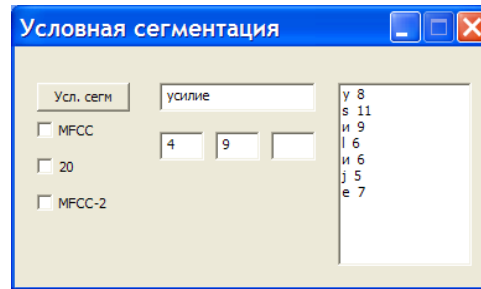 Условная сегментация
Усл. сегм
усилие
MFCC
20
MFCC-2
4 9
у 8
s 11
и 9
l 6
и 6
j 5
е 7